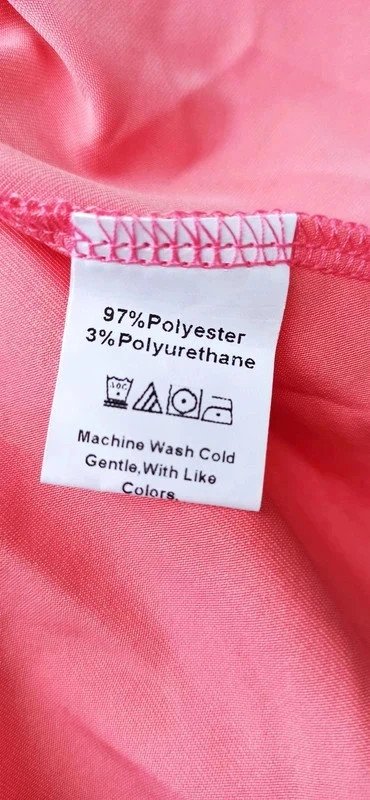 97%Polyester
3%Polyurethane
Machine Wash Cold
Gentle,With Like
Colors.